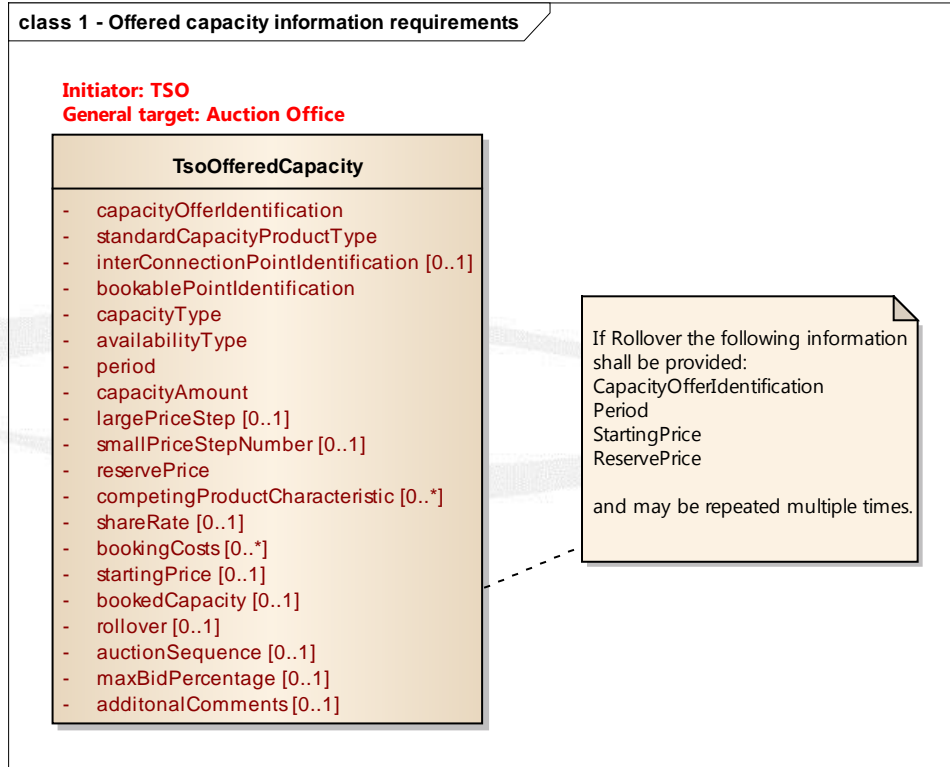 class 1 - Offered capacity information requirements
Initiator: TSO
General target: Auction Office
TsoOfferedCapacity
- capacityOfferIdentification
- standardCapacityProductType
- interConnectionPointIdentification [0..1]
- bookablePointIdentification
- capacityType
- availabilityType
- period
- capacityAmount
- largePriceStep [0..1]
- smallPriceStepNumber [0..1]
- reservePrice
- competingProductCharacteristic [0..*]
- shareRate [0..1]
- bookingCosts [0..*]
- startingPrice [0..1]
- bookedCapacity [0..1]
- rollover [0..1]
- auctionSequence [0..1]
- maxBidPercentage [0..1]
- additonalComments [0..1]
If Rollover the following information
shall be provided:
CapacityOfferIdentification
Period
StartingPrice
ReservePrice
and may be repeated multiple times.